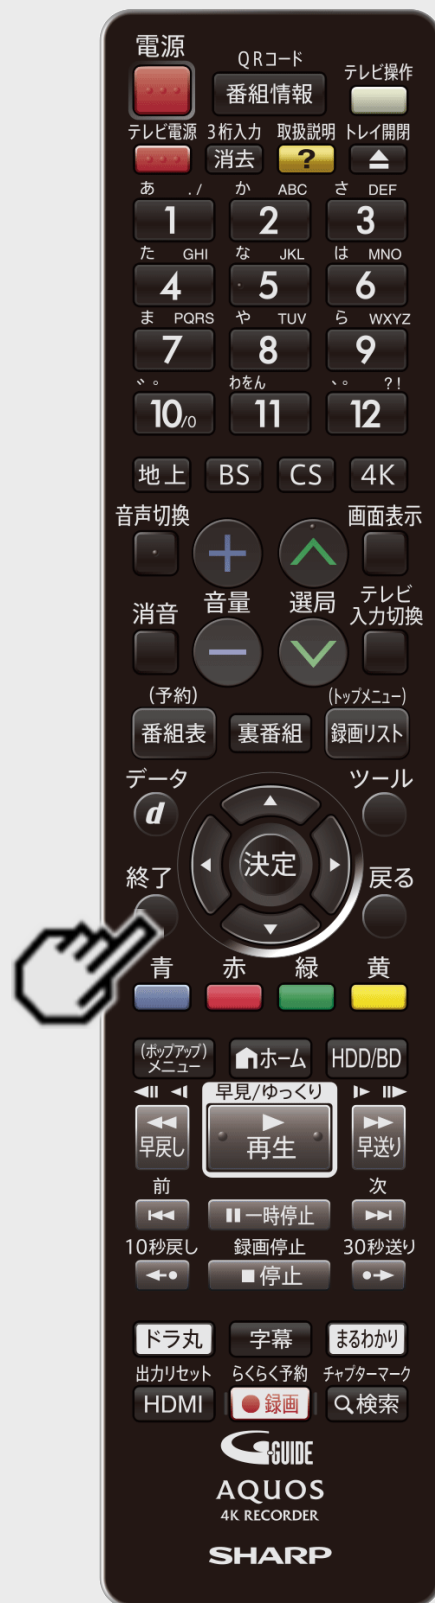 電源
QRコード
テレビ操作
番組情報
テレビ電源 3桁入力 取扱説明 トレイ開閉
消去 ?
あ ./ か ABC さ DEF
1 2 3
た GHI な JKL は MNO
4 5 6
ま PQRS や TUV ら WXYZ
7 8 9
゛゜ わをん 、。 ?!
10/0 11 12
地上 BS CS 4K
音声切換 画面表示
消音 音量 選局 テレビ
入力切換
(予約) (トップメニュー)
番組表 裏番組 録画リスト
データ ツール
d
決定
終了 戻る
青 赤 緑 黄
(ポップアップ)
メニュー ホーム HDD/BD
早見/ゆっくり
早戻し 再生 早送り
前 次
一時停止
10秒戻し 録画停止 30秒送り
停止
ドラ丸 字幕 まるわかり
出力リセット らくらく予約 チャプターマーク
HDMI 録画 検索
G-GUIDE
AQUOS
4K RECORDER
SHARP